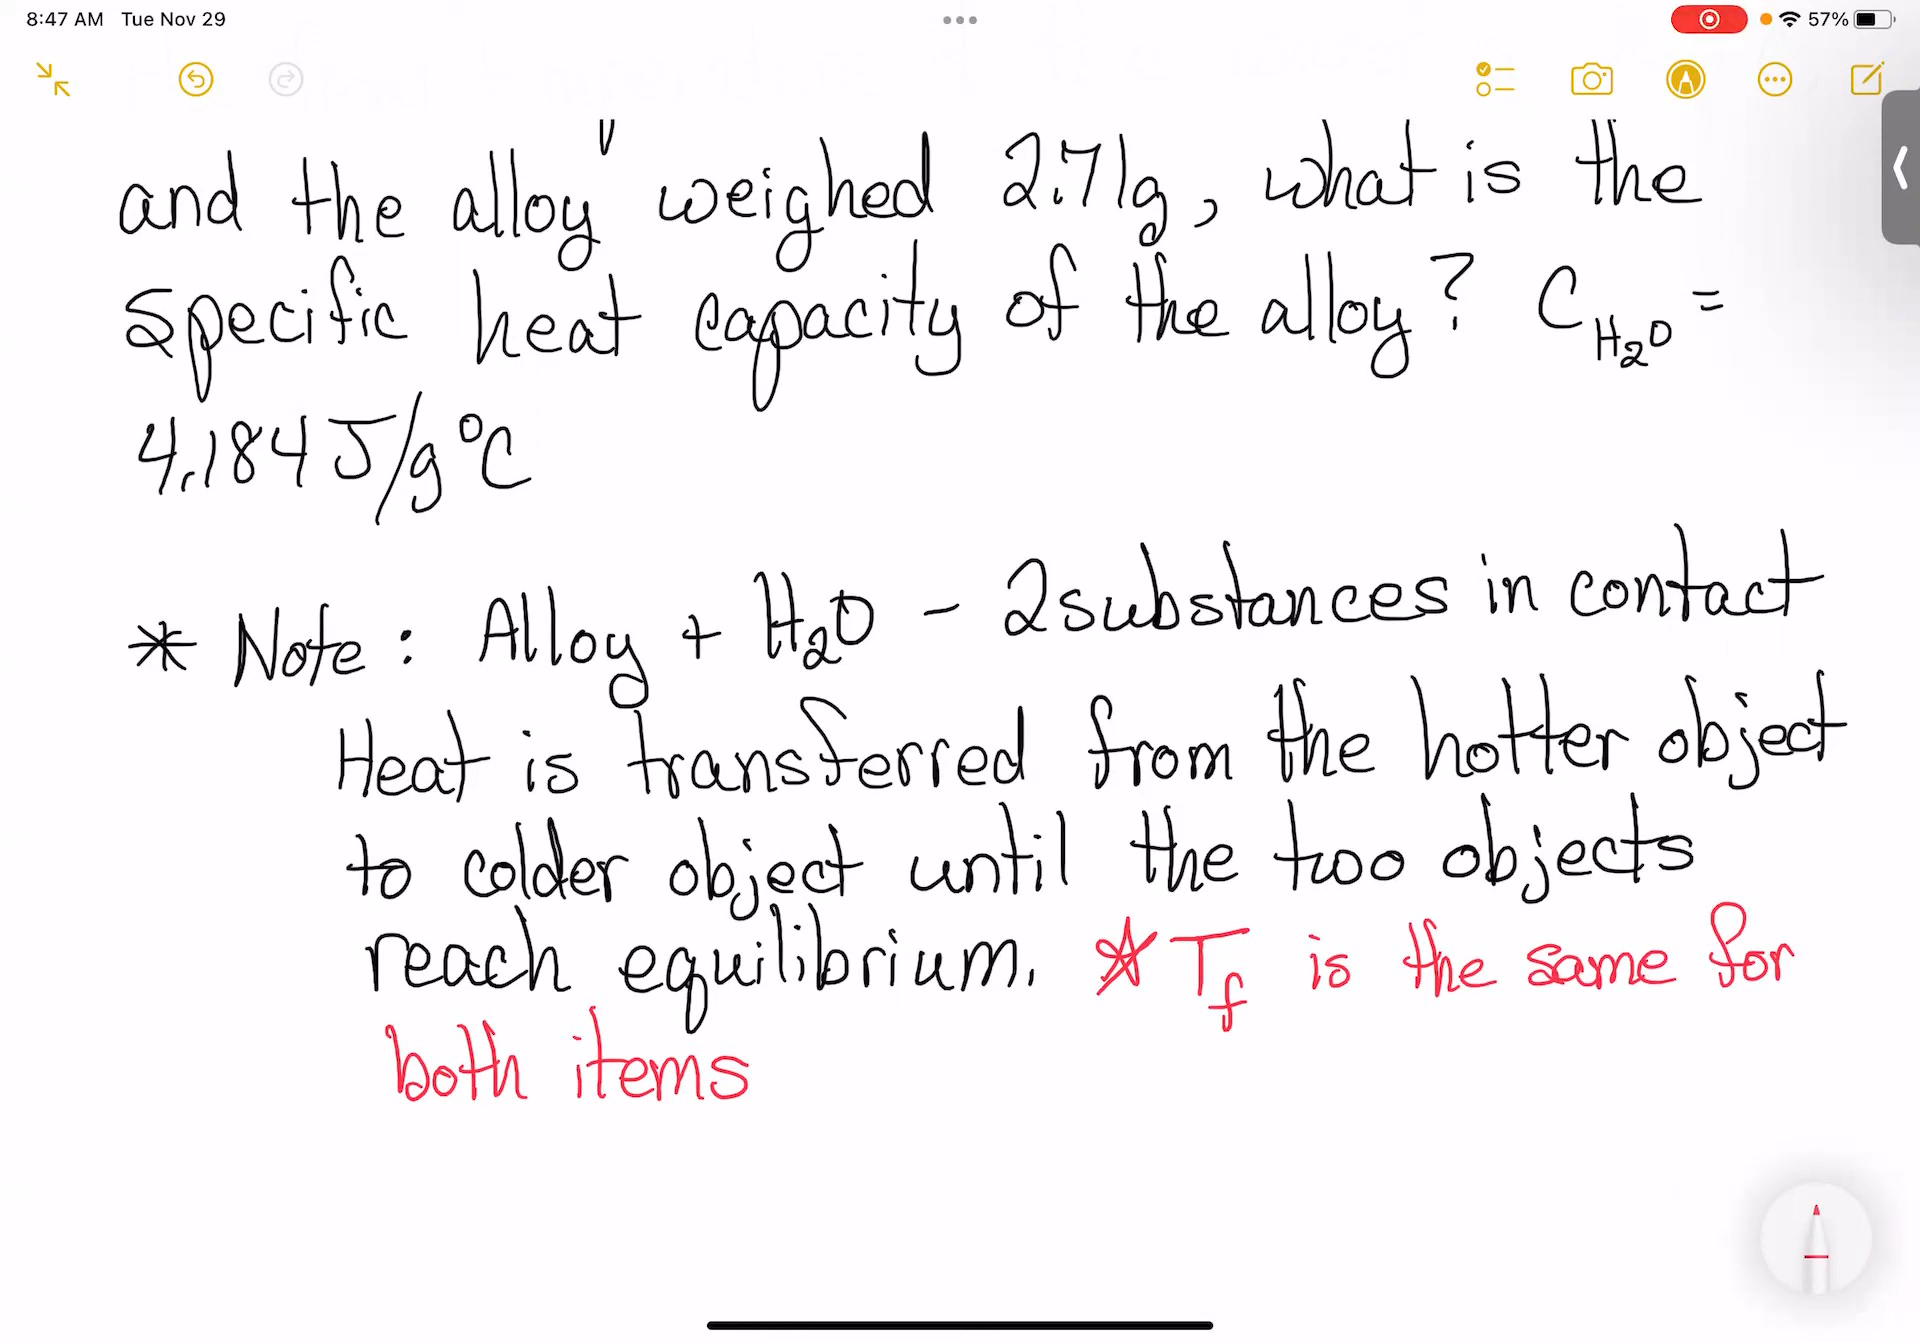 8:47 AM Tue Nov 29 57%
and the alloy weighed 2.71g, what is the
specific heat capacity of the alloy? C H₂O =
4.184 J/g °C
* Note: Alloy + H₂O - 2 substances in contact
Heat is transferred from the hotter object
to colder object until the two objects
reach equilibrium. * Tf is the same for
both items